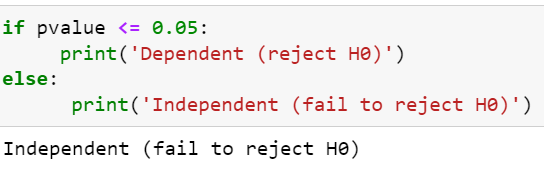 if pvalue <= 0.05:
     print('Dependent (reject H0)')
else:
      print('Independent (fail to reject H0)')
Independent (fail to reject H0)